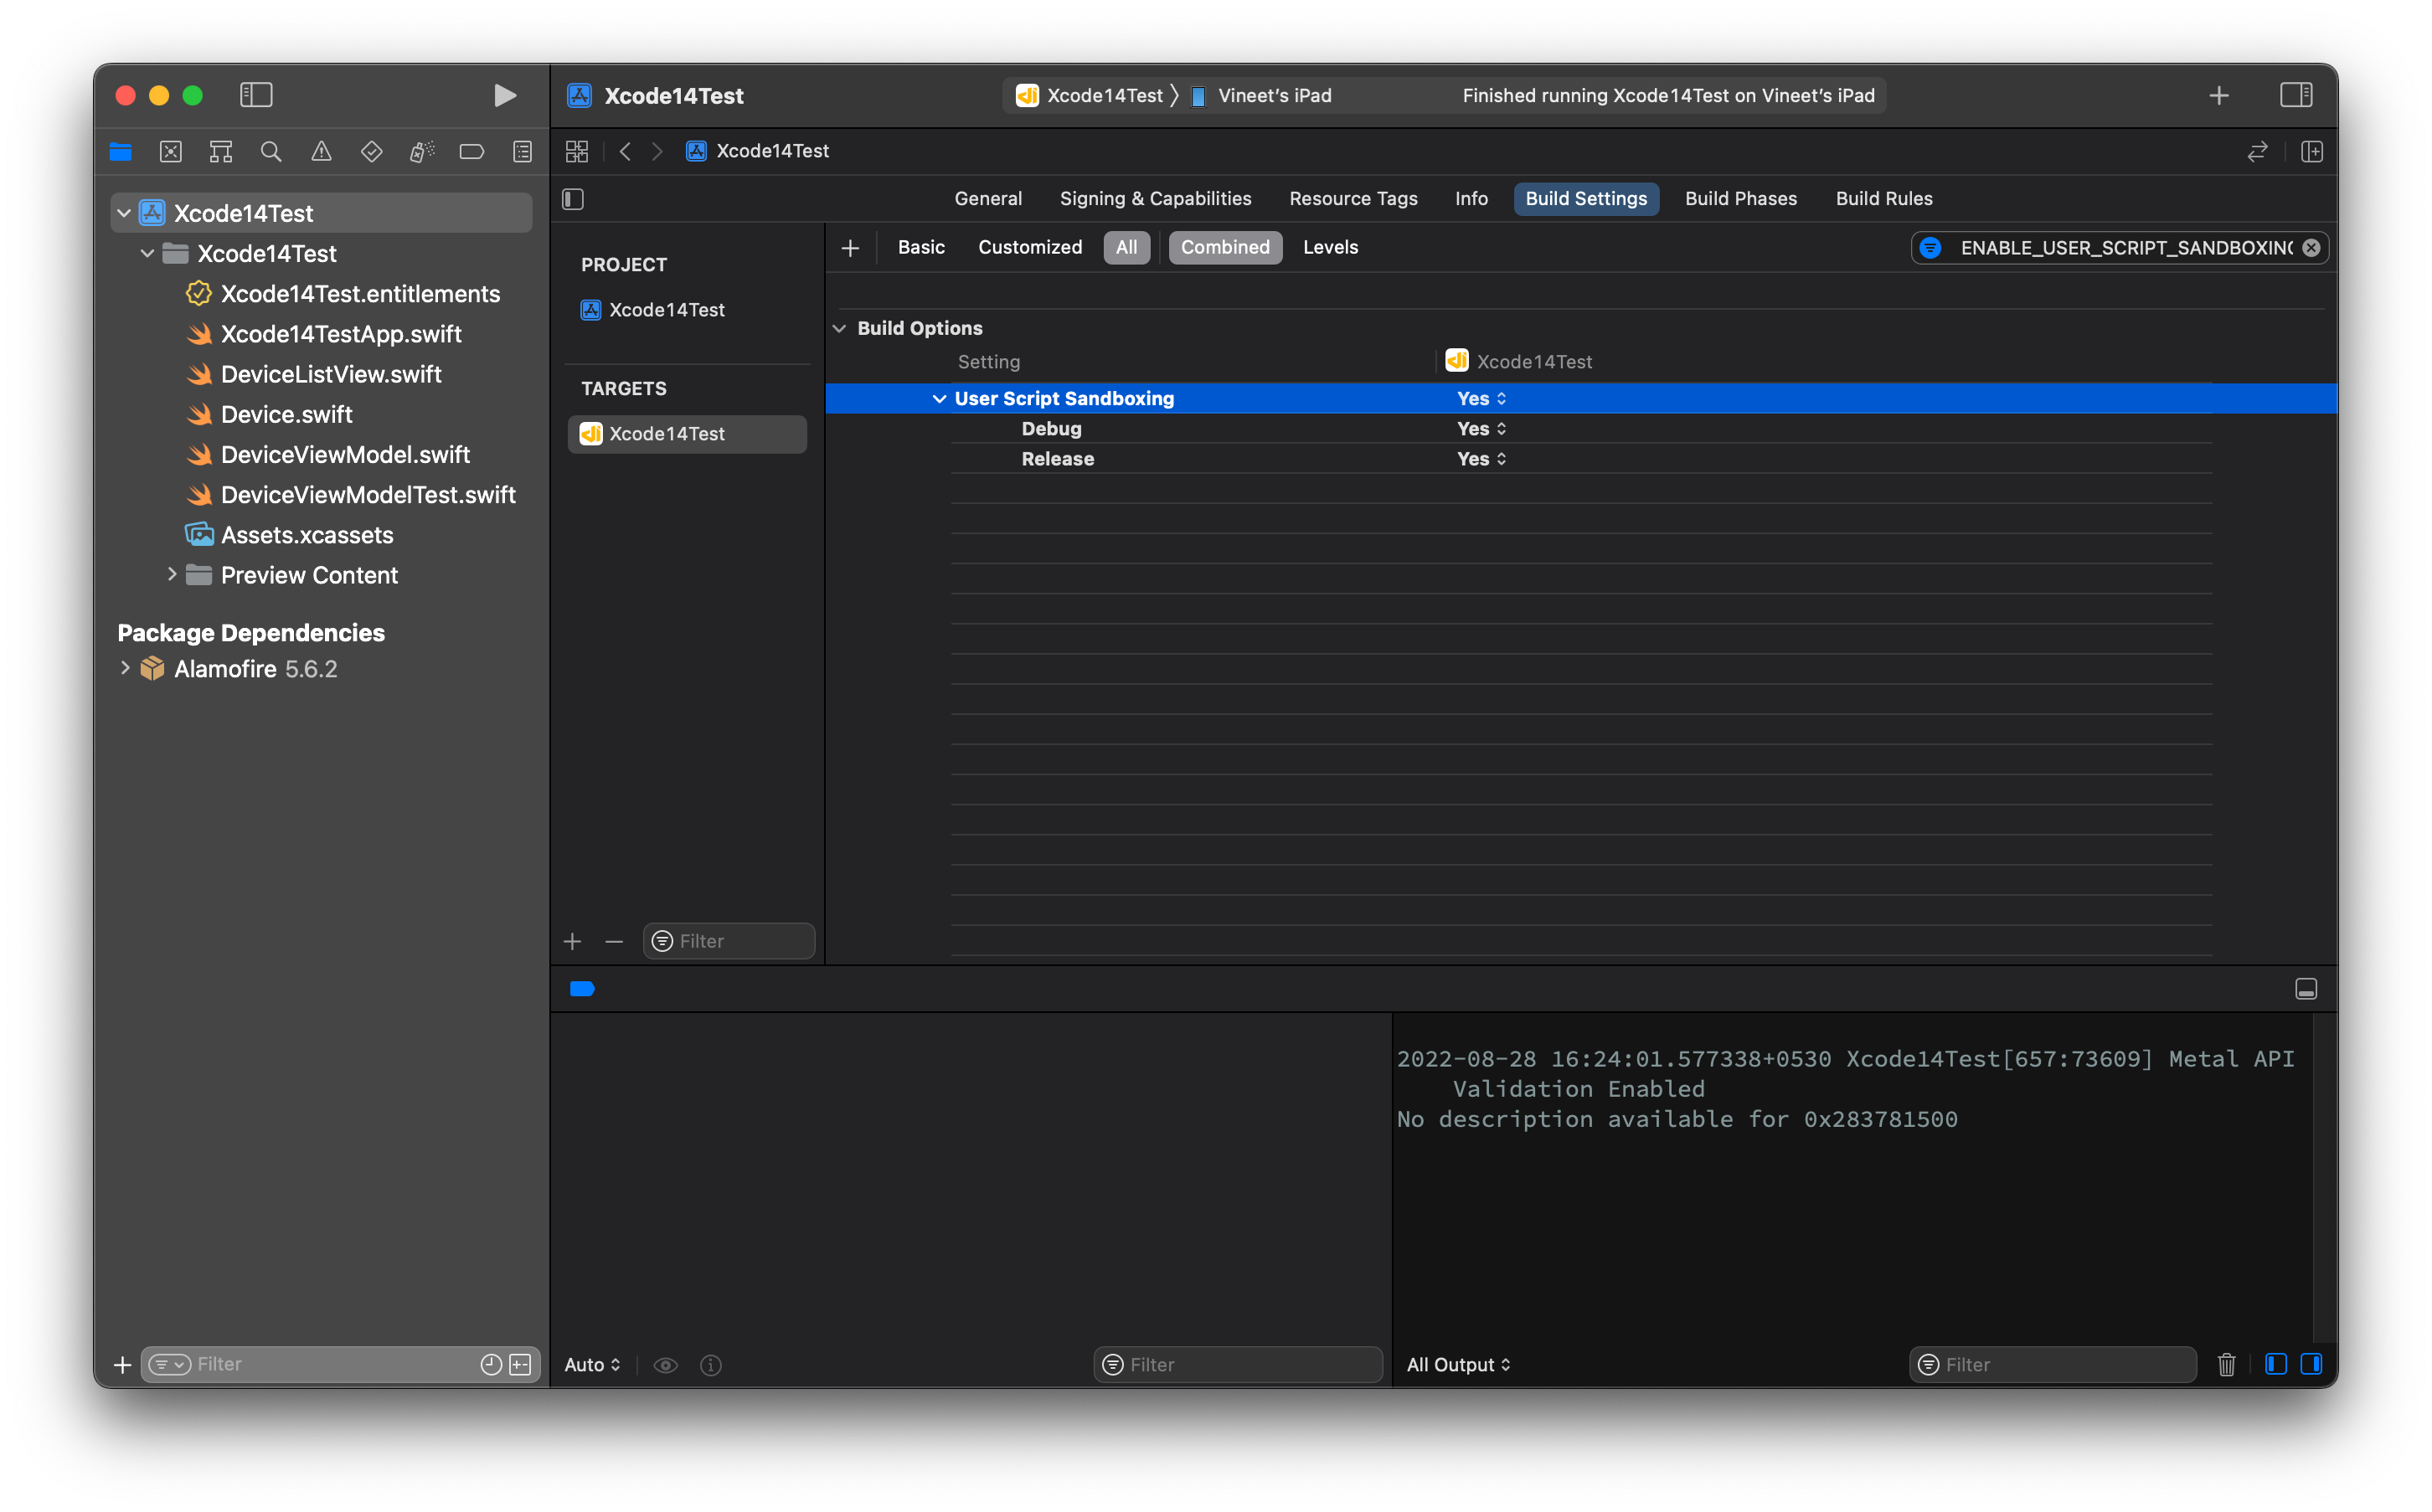 Xcode14Test
Xcode14Test
Vineet's iPad
Finished running Xcode14Test on Vineet's iPad
Xcode14Test
General
Signing & Capabilities
Resource Tags
Info
Build Settings
Build Phases
Build Rules
Xcode14Test
Xcode14Test
Xcode14Test.entitlements
Xcode14TestApp.swift
DeviceListView.swift
Device.swift
DeviceViewModel.swift
DeviceViewModelTest.swift
Assets.xcassets
Preview Content
Package Dependencies
Alamofire 5.6.2
Filter
PROJECT
Xcode14Test
TARGETS
Xcode14Test
Filter
Basic
Customized
All
Combined
Levels
ENABLE_USER_SCRIPT_SANDBOXING
Build Options
Setting
Xcode14Test
User Script Sandboxing
Yes
Debug
Yes
Release
Yes
2022-08-28 16:24:01.577338+0530 Xcode14Test[657:73609] Metal API
Validation Enabled
No description available for 0x283781500
Auto
Filter
All Output
Filter